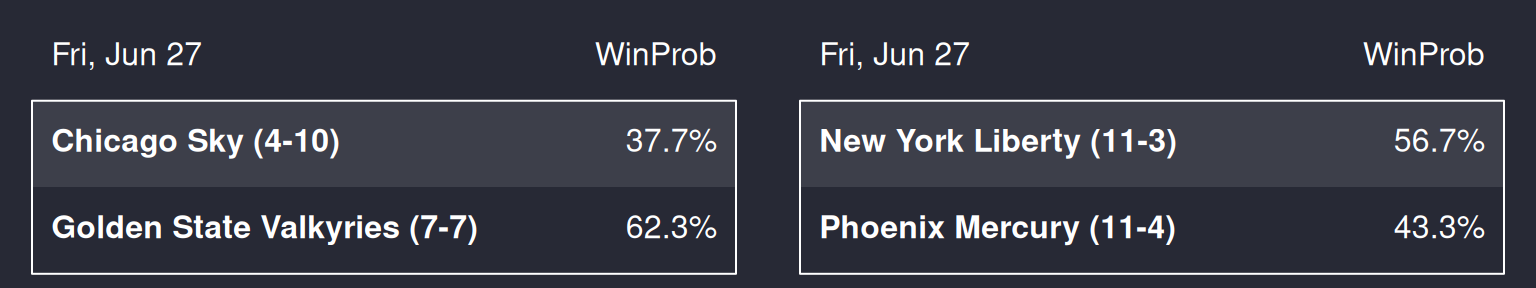 Fri, Jun 27 WinProb
Chicago Sky (4-10) 37.7%
Golden State Valkyries (7-7) 62.3%
Fri, Jun 27 WinProb
New York Liberty (11-3) 56.7%
Phoenix Mercury (11-4) 43.3%